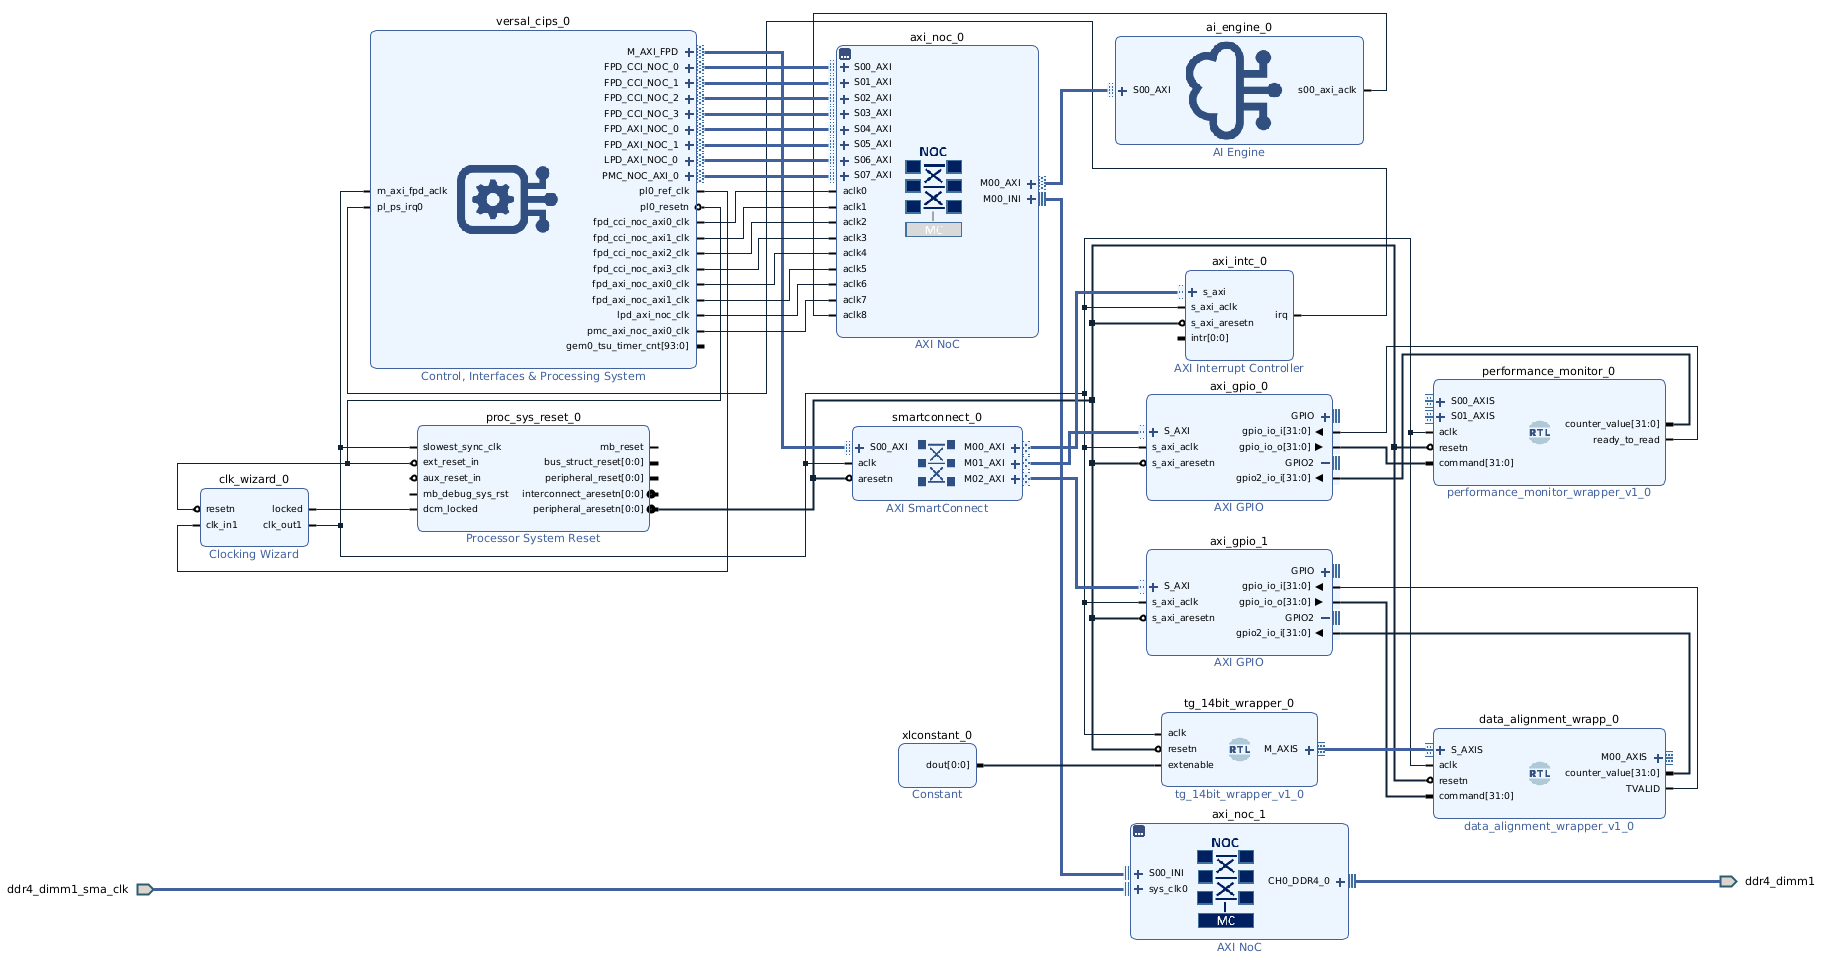 versal_cips_0
M_AXI_FPD
FPD_CCI_NOC_0
FPD_CCI_NOC_1
FPD_CCI_NOC_2
FPD_CCI_NOC_3
FPD_AXI_NOC_0
FPD_AXI_NOC_1
LPD_AXI_NOC_0
PMC_NOC_AXI_0
m_axi_fpd_aclk
pl0_ref_clk
pl_ps_irq0
pl0_resetn
fpd_cci_noc_axi0_clk
fpd_cci_noc_axi1_clk
fpd_cci_noc_axi2_clk
fpd_cci_noc_axi3_clk
fpd_axi_noc_axi0_clk
fpd_axi_noc_axi1_clk
lpd_axi_noc_clk
pmc_axi_noc_axi0_clk
gem0_tsu_timer_cnt[93:0]
Control, Interfaces & Processing System
axi_noc_0
S00_AXI
S01_AXI
S02_AXI
S03_AXI
S04_AXI
S05_AXI
S06_AXI
S07_AXI
aclk0
aclk1
aclk2
aclk3
aclk4
aclk5
aclk6
aclk7
aclk8
NOC
MC
M00_AXI
M00_INI
AXI NoC
ai_engine_0
S00_AXI
s00_axi_aclk
AI Engine
axi_intc_0
s_axi
s_axi_aclk
s_axi_aresetn
intr[0:0]
irq
AXI Interrupt Controller
proc_sys_reset_0
slowest_sync_clk
ext_reset_in
aux_reset_in
mb_debug_sys_rst
dcm_locked
mb_reset
bus_struct_reset[0:0]
peripheral_reset[0:0]
interconnect_aresetn[0:0]
peripheral_aresetn[0:0]
Processor System Reset
clk_wizard_0
resetn
clk_in1
locked
clk_out1
Clocking Wizard
smartconnect_0
S00_AXI
aclk
aresetn
M00_AXI
M01_AXI
M02_AXI
AXI SmartConnect
axi_gpio_0
S_AXI
s_axi_aclk
s_axi_aresetn
GPIO
gpio_io_i[31:0]
gpio_io_o[31:0]
GPIO2
gpio2_io_i[31:0]
AXI GPIO
performance_monitor_0
S00_AXIS
S01_AXIS
aclk
resetn
command[31:0]
RTL
counter_value[31:0]
ready_to_read
performance_monitor_wrapper_v1_0
axi_gpio_1
S_AXI
s_axi_aclk
s_axi_aresetn
GPIO
gpio_io_i[31:0]
gpio_io_o[31:0]
GPIO2
gpio2_io_i[31:0]
AXI GPIO
xlconstant_0
dout[0:0]
Constant
tg_14bit_wrapper_0
aclk
resetn
extenable
RTL
M_AXIS
tg_14bit_wrapper_v1_0
data_alignment_wrapp_0
S_AXIS
aclk
resetn
command[31:0]
RTL
M00_AXIS
counter_value[31:0]
TVALID
data_alignment_wrapper_v1_0
axi_noc_1
NOC
MC
S00_INI
sys_clk0
CH0_DDR4_0
AXI NoC
ddr4_dimm1_sma_clk
ddr4_dimm1